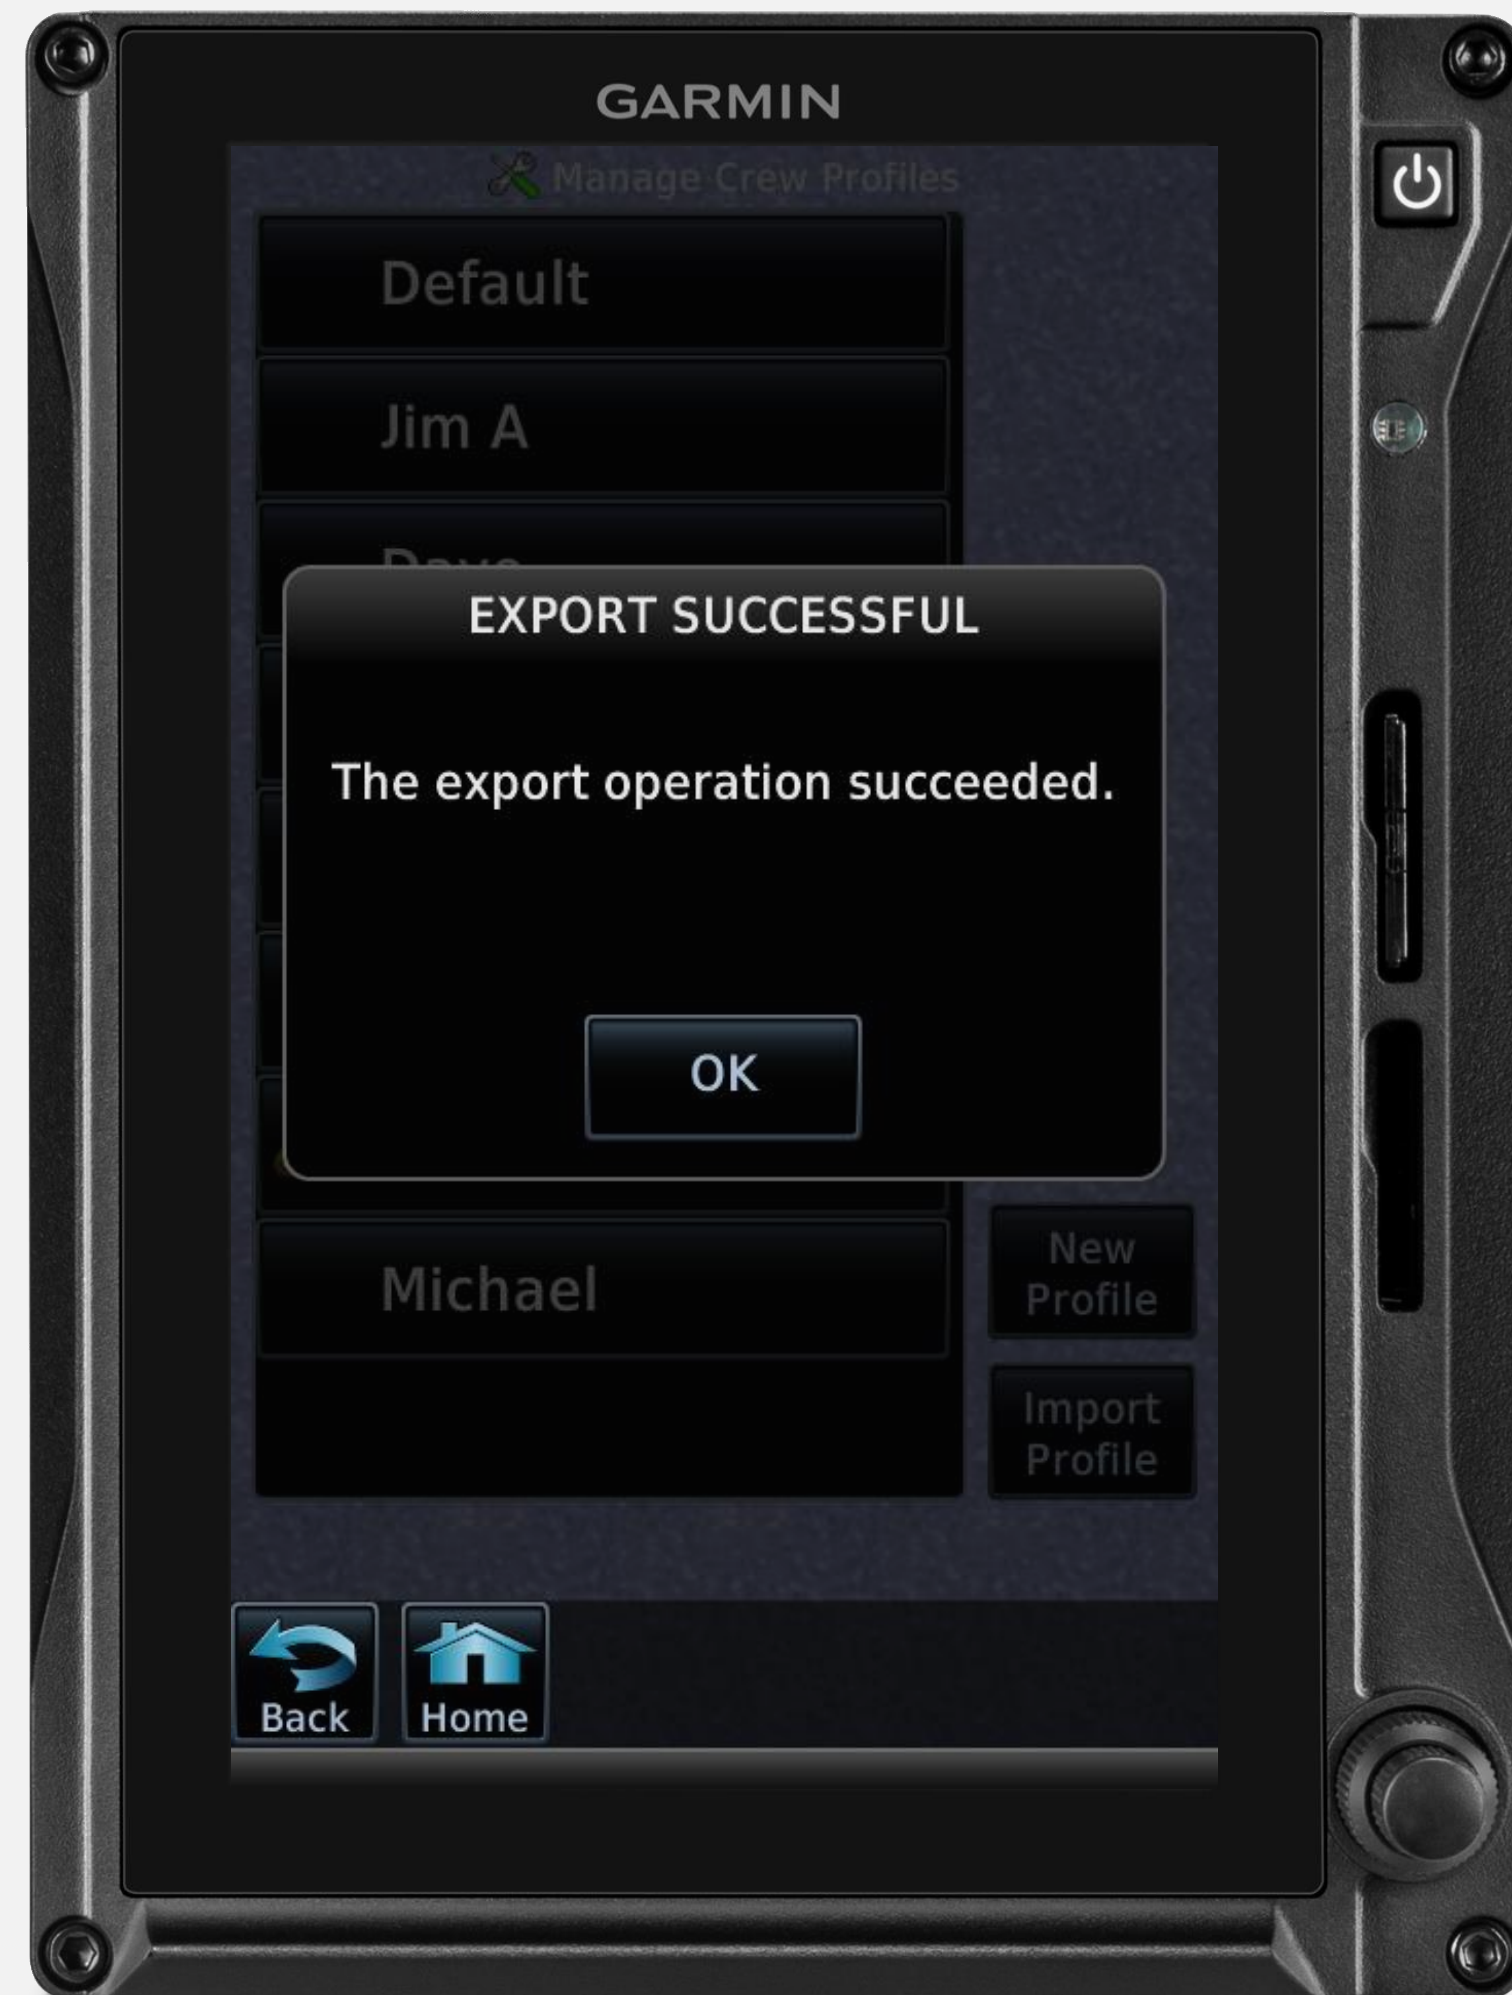 GARMIN
Manage Crew Profiles
Default
Jim A
Dave
EXPORT SUCCESSFUL
The export operation succeeded.
OK
Michael
New
Profile
Import
Profile
Back
Home